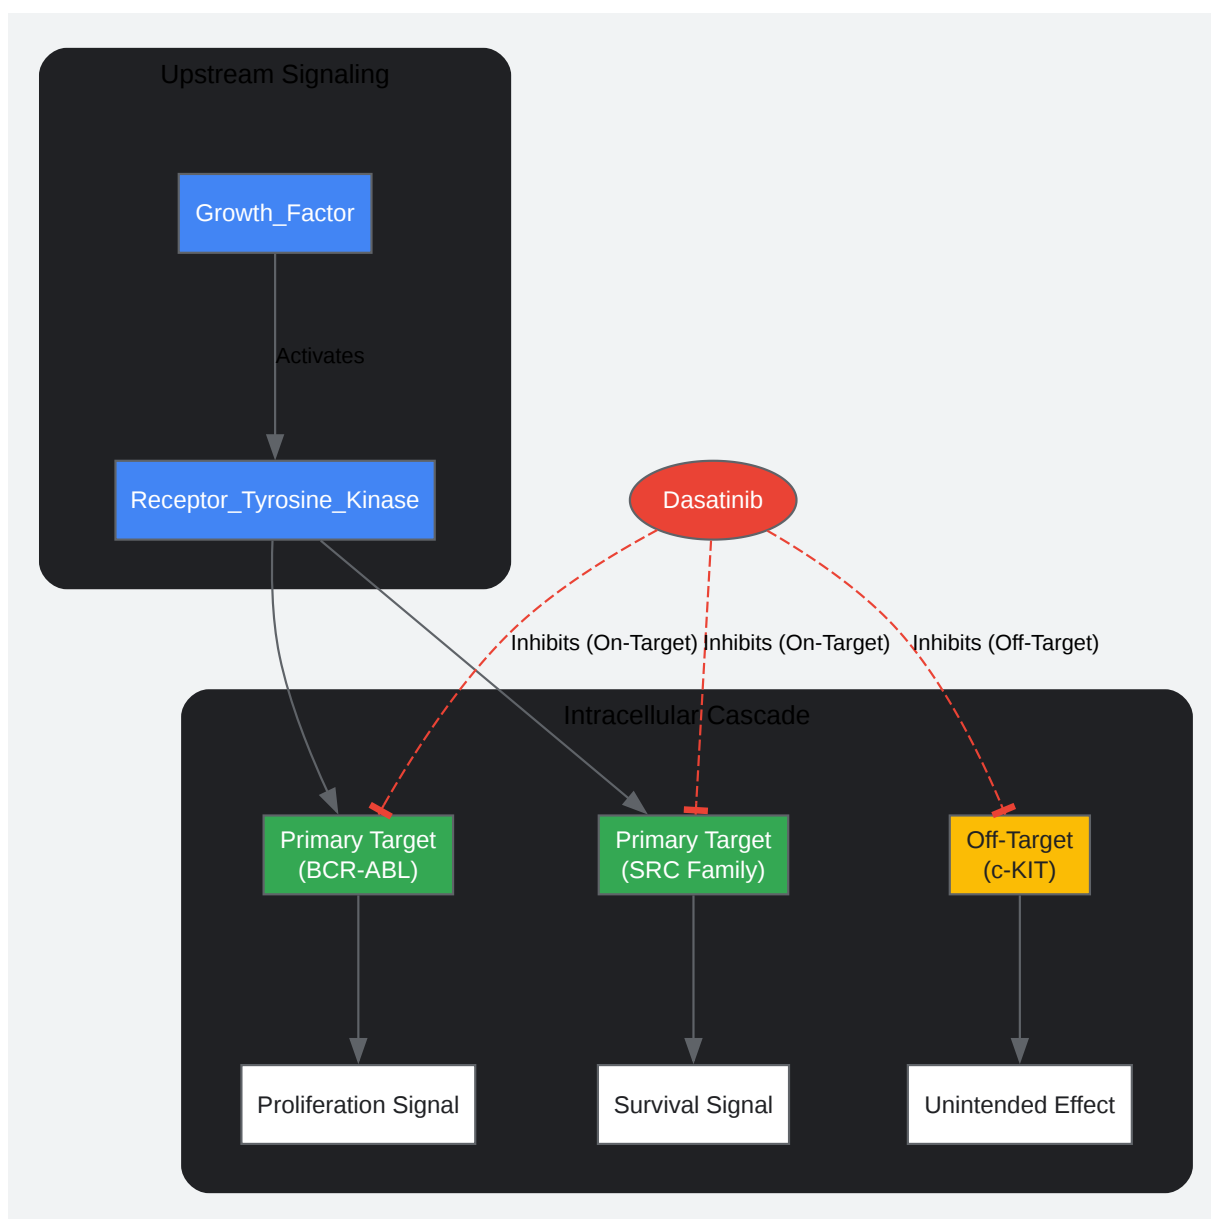 Upstream Signaling
Growth_Factor
Activates
Receptor_Tyrosine_Kinase
Dasatinib
Inhibits (On-Target)
Inhibits (On-Target)
Inhibits (Off-Target)
Intracellular Cascade
Primary Target
(BCR-ABL)
Primary Target
(SRC Family)
Off-Target
(c-KIT)
Proliferation Signal
Survival Signal
Unintended Effect